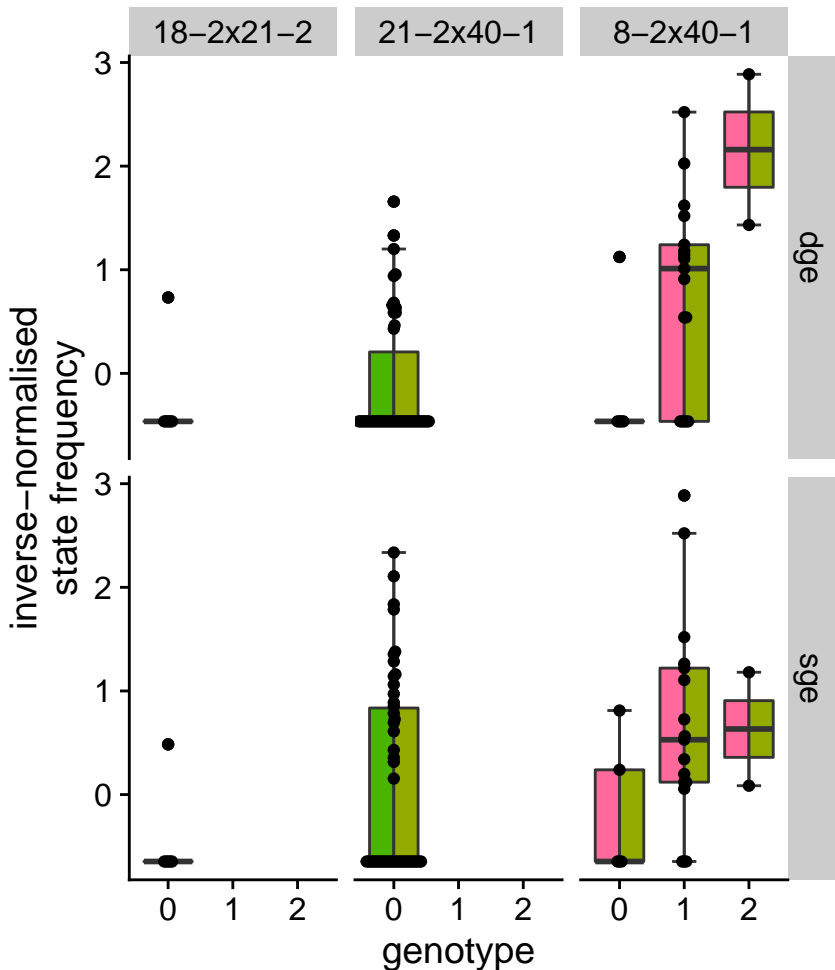 18−2x21−2 21−2x40−1 8−2x40−1
3
2
1
0
dge
3
2
1
0
sge
inverse−normalised
state frequency
0 1 2 0 1 2 0 1 2
genotype